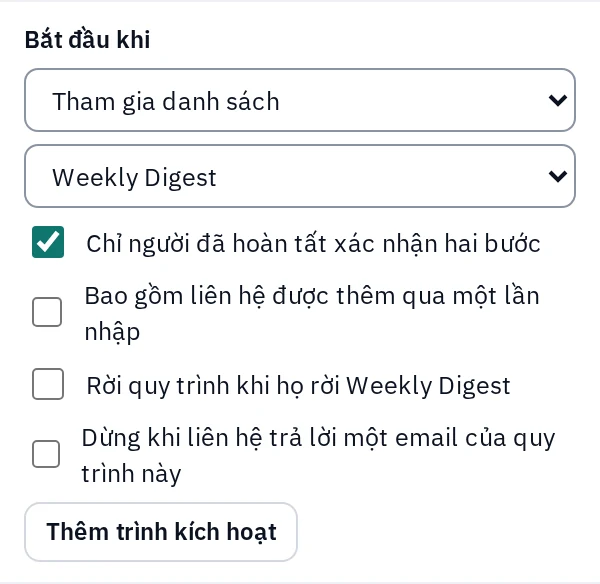 Bắt đầu khi
Tham gia danh sách
Weekly Digest
Chỉ người đã hoàn tất xác nhận hai bước
Bao gồm liên hệ được thêm qua một lần
nhập
Rời quy trình khi họ rời Weekly Digest
Dừng khi liên hệ trả lời một email của quy
trình này
Thêm trình kích hoạt